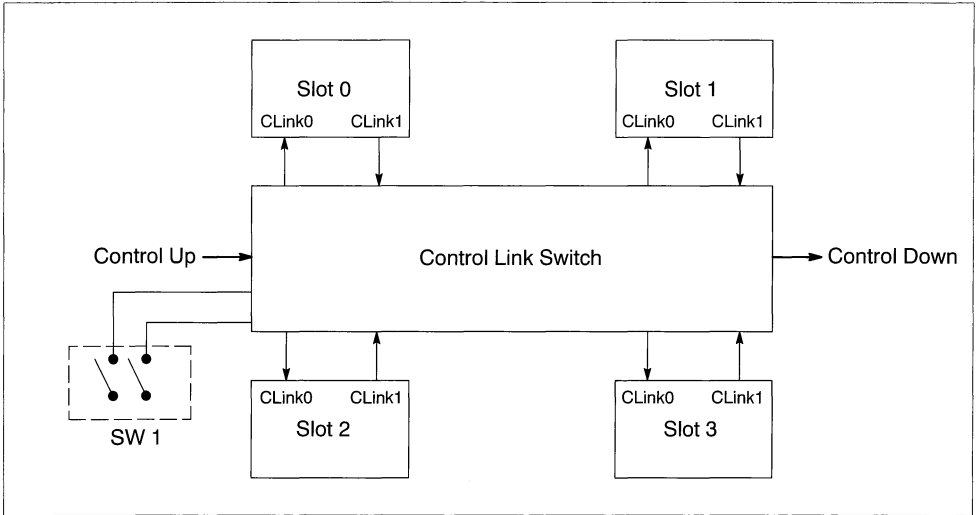 Slot 0
CLink0 CLink1
Slot 1
CLink0 CLink1
Control Up
Control Link Switch
Control Down
SW 1
CLink0 CLink1
Slot 2
CLink0 CLink1
Slot 3